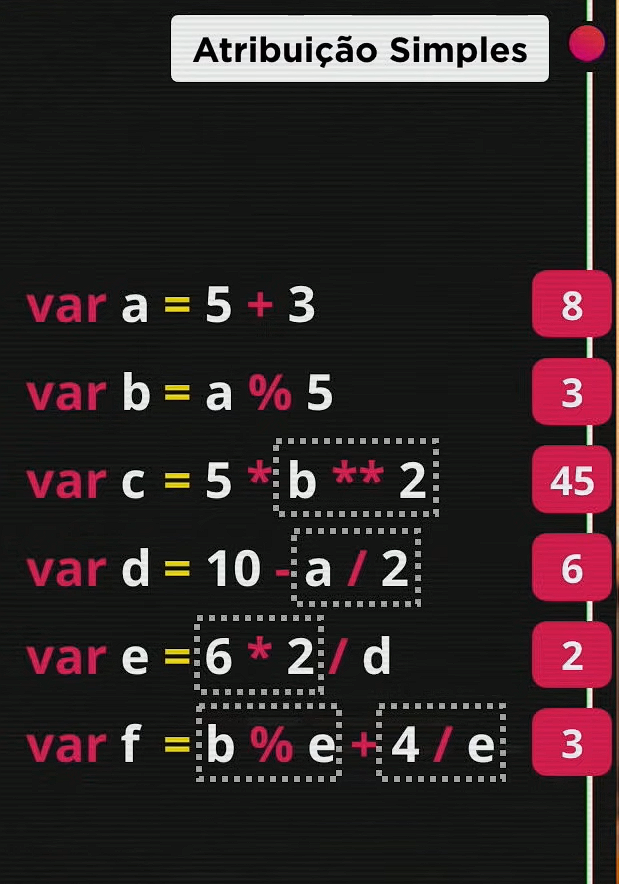 Atribuição Simples
var a = 5 + 3 8
var b = a % 5 3
var c = 5 * b ** 2 45
var d = 10 - a / 2 6
var e = 6 * 2 / d 2
var f = b % e + 4 / e 3